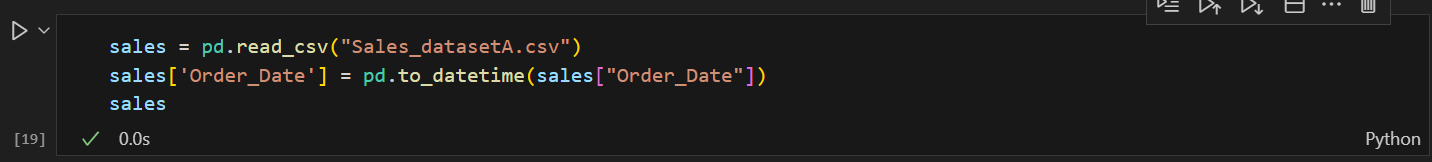 sales = pd.read_csv("Sales_datasetA.csv")
sales['Order_Date'] = pd.to_datetime(sales["Order_Date"])
sales
[19] 0.0s Python